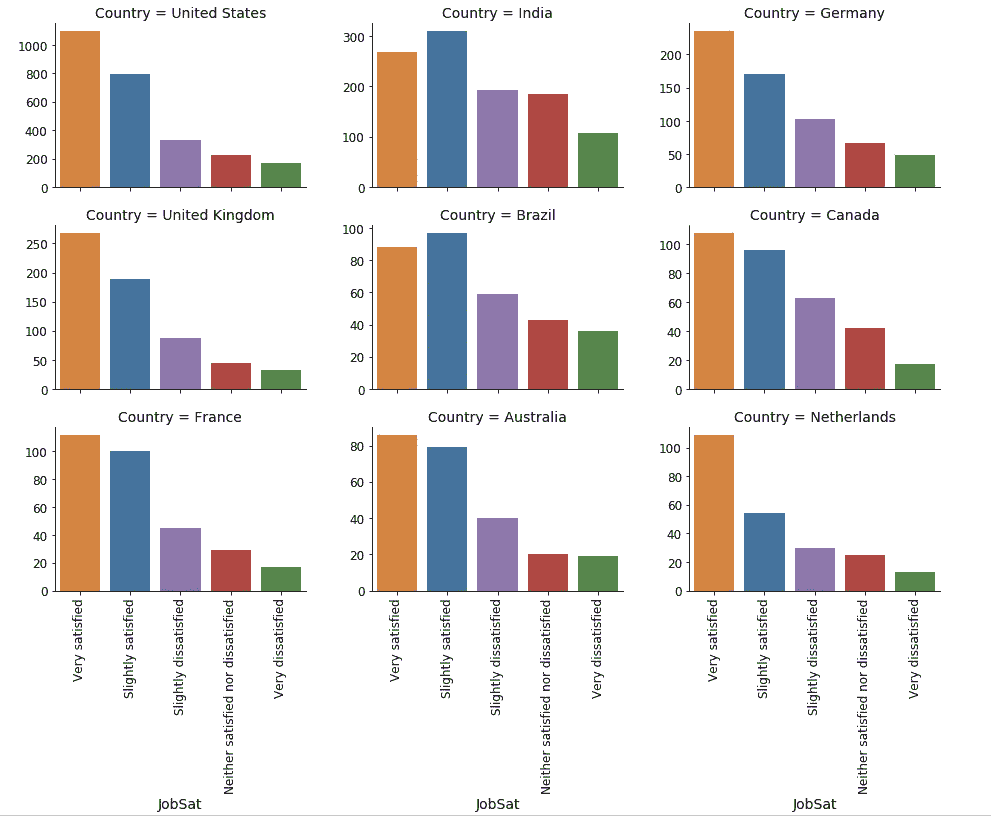 Country = United States
1000
800
600
400
200
0
Country = India
300
200
100
0
Country = Germany
200
150
100
50
0
Country = United Kingdom
250
200
150
100
50
0
Country = Brazil
100
80
60
40
20
0
Country = Canada
100
80
60
40
20
0
Country = France
100
80
60
40
20
0
Very satisfied
Slightly satisfied
Slightly dissatisfied
Neither satisfied nor dissatisfied
Very dissatisfied
JobSat
Country = Australia
80
60
40
20
0
Very satisfied
Slightly satisfied
Slightly dissatisfied
Neither satisfied nor dissatisfied
Very dissatisfied
JobSat
Country = Netherlands
100
80
60
40
20
0
Very satisfied
Slightly satisfied
Slightly dissatisfied
Neither satisfied nor dissatisfied
Very dissatisfied
JobSat